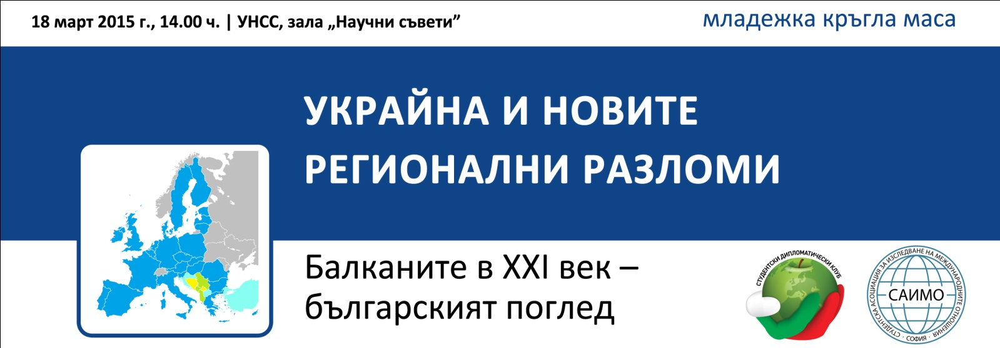 18 март 2015 г., 14.00 ч. | УНСС, зала „Научни съвети”
младежка кръгла маса
УКРАЙНА И НОВИТЕ
РЕГИОНАЛНИ РАЗЛОМИ
Балканите в XXI век –
българският поглед
СТУДЕНТСКИ ДИПЛОМАТИЧЕСКИ КЛУБ
СТУДЕНТСКА АСОЦИАЦИЯ ЗА ИЗСЛЕДВАНЕ НА МЕЖДУНАРОДНИТЕ ОТНОШЕНИЯ
САИМО
· СОФИЯ ·